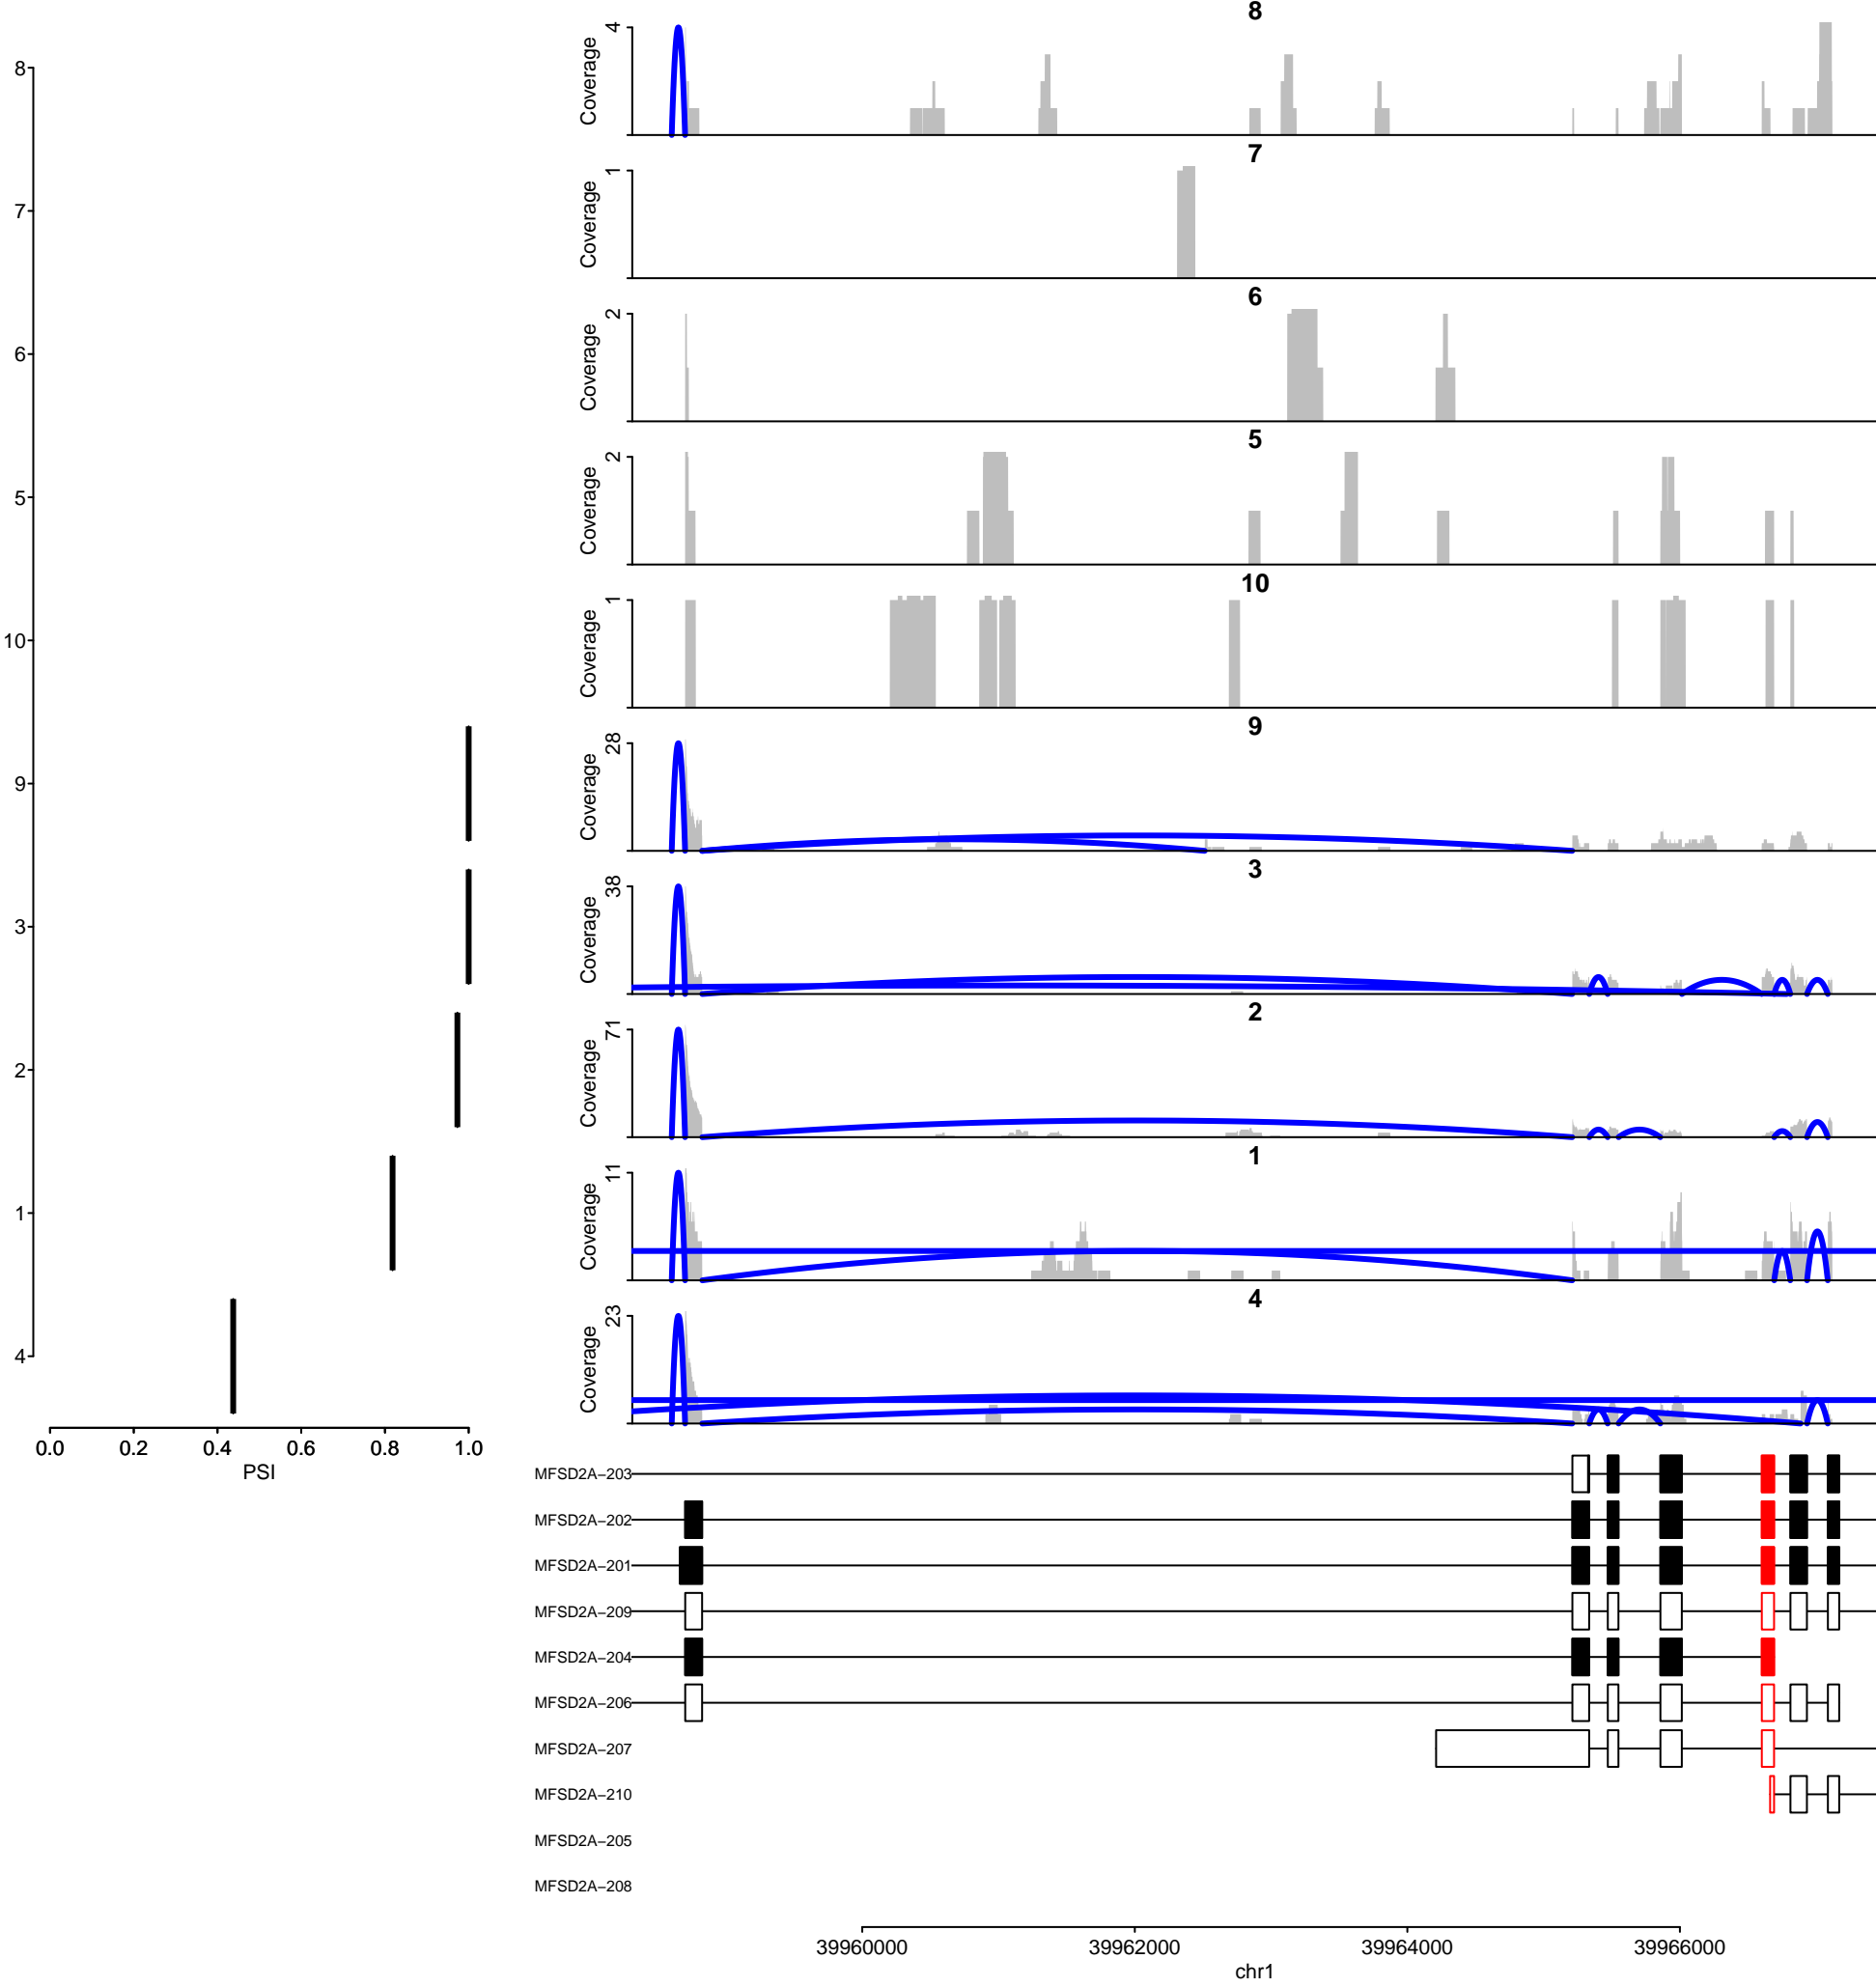 8
4
Coverage
8
7
1
Coverage
7
6
2
Coverage
6
5
2
Coverage
5
10
1
Coverage
10
9
28
Coverage
9
3
38
Coverage
3
2
71
Coverage
2
1
11
Coverage
1
4
23
Coverage
4
0.0 0.2 0.4 0.6 0.8 1.0
PSI
MFSD2A−203
MFSD2A−202
MFSD2A−201
MFSD2A−209
MFSD2A−204
MFSD2A−206
MFSD2A−207
MFSD2A−210
MFSD2A−205
MFSD2A−208
39960000 39962000 39964000 39966000
chr1